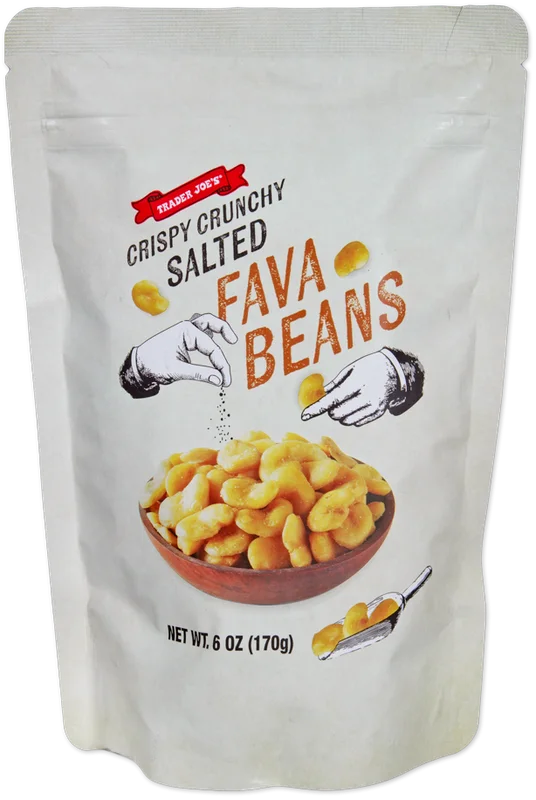 TRADER JOE'S®
CRISPY CRUNCHY
SALTED
FAVA
BEANS
NET WT. 6 OZ (170g)